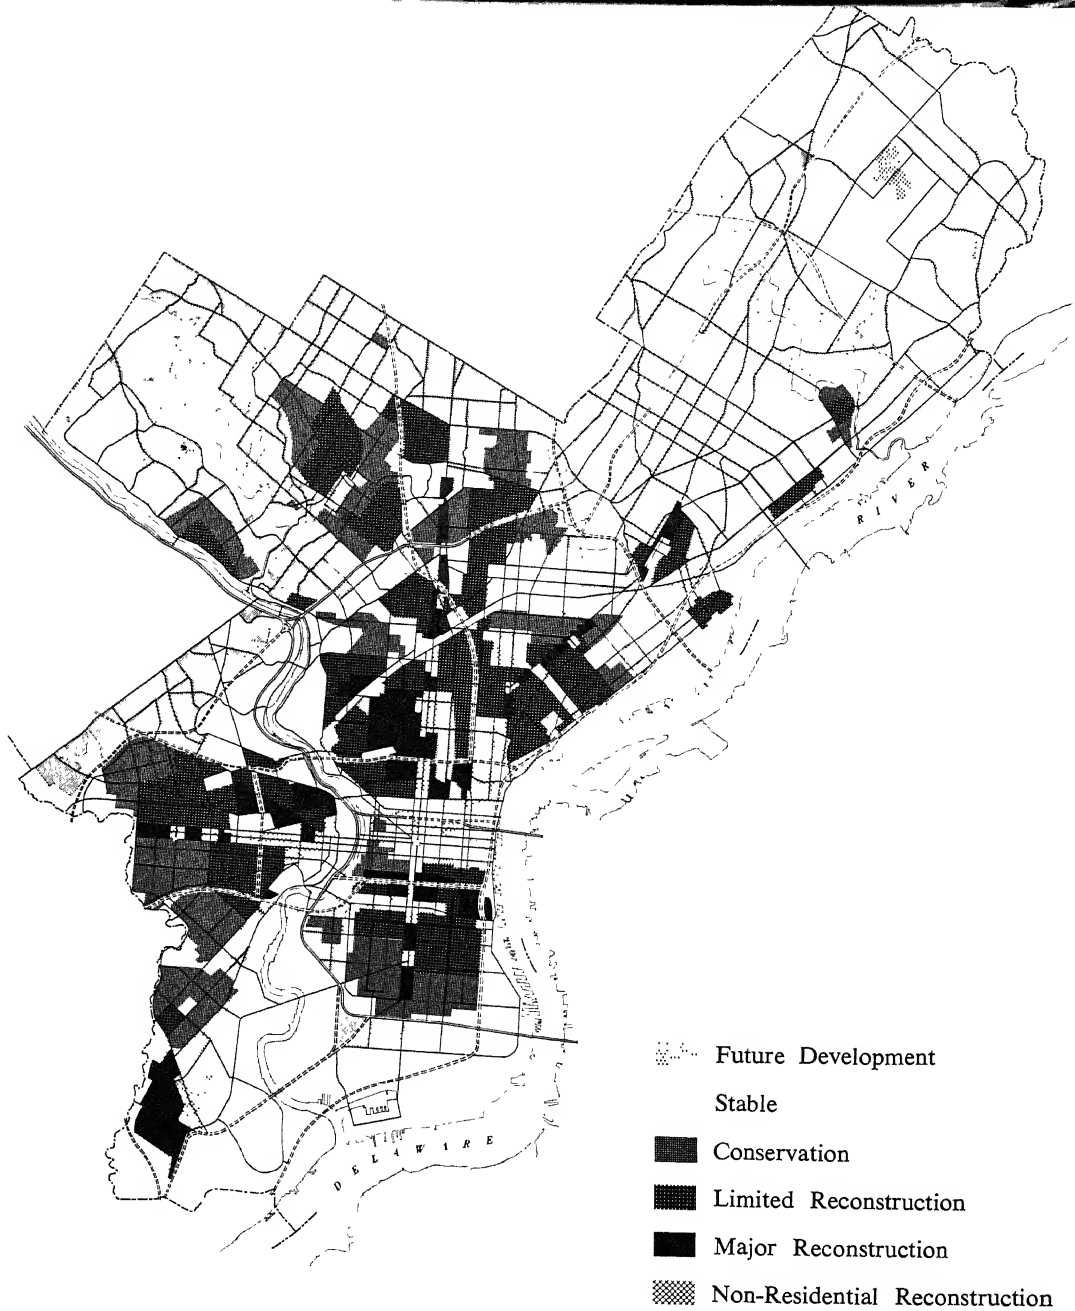 RIVER
Future Development
Stable
Conservation
DELAWARE
Limited Reconstruction
Major Reconstruction
Non-Residential Reconstruction